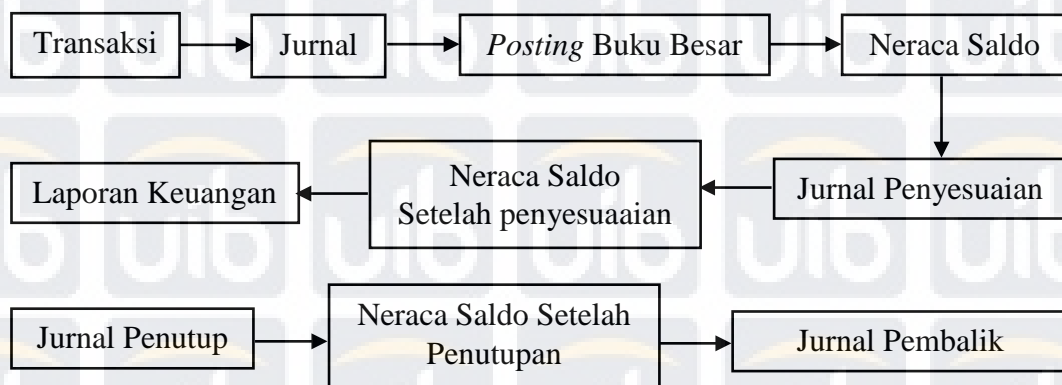 Transaksi
Jurnal
Posting Buku Besar
Neraca Saldo
Jurnal Penyesuaian
Neraca Saldo
Setelah penyesuaaian
Laporan Keuangan
Jurnal Penutup
Neraca Saldo Setelah
Penutupan
Jurnal Pembalik